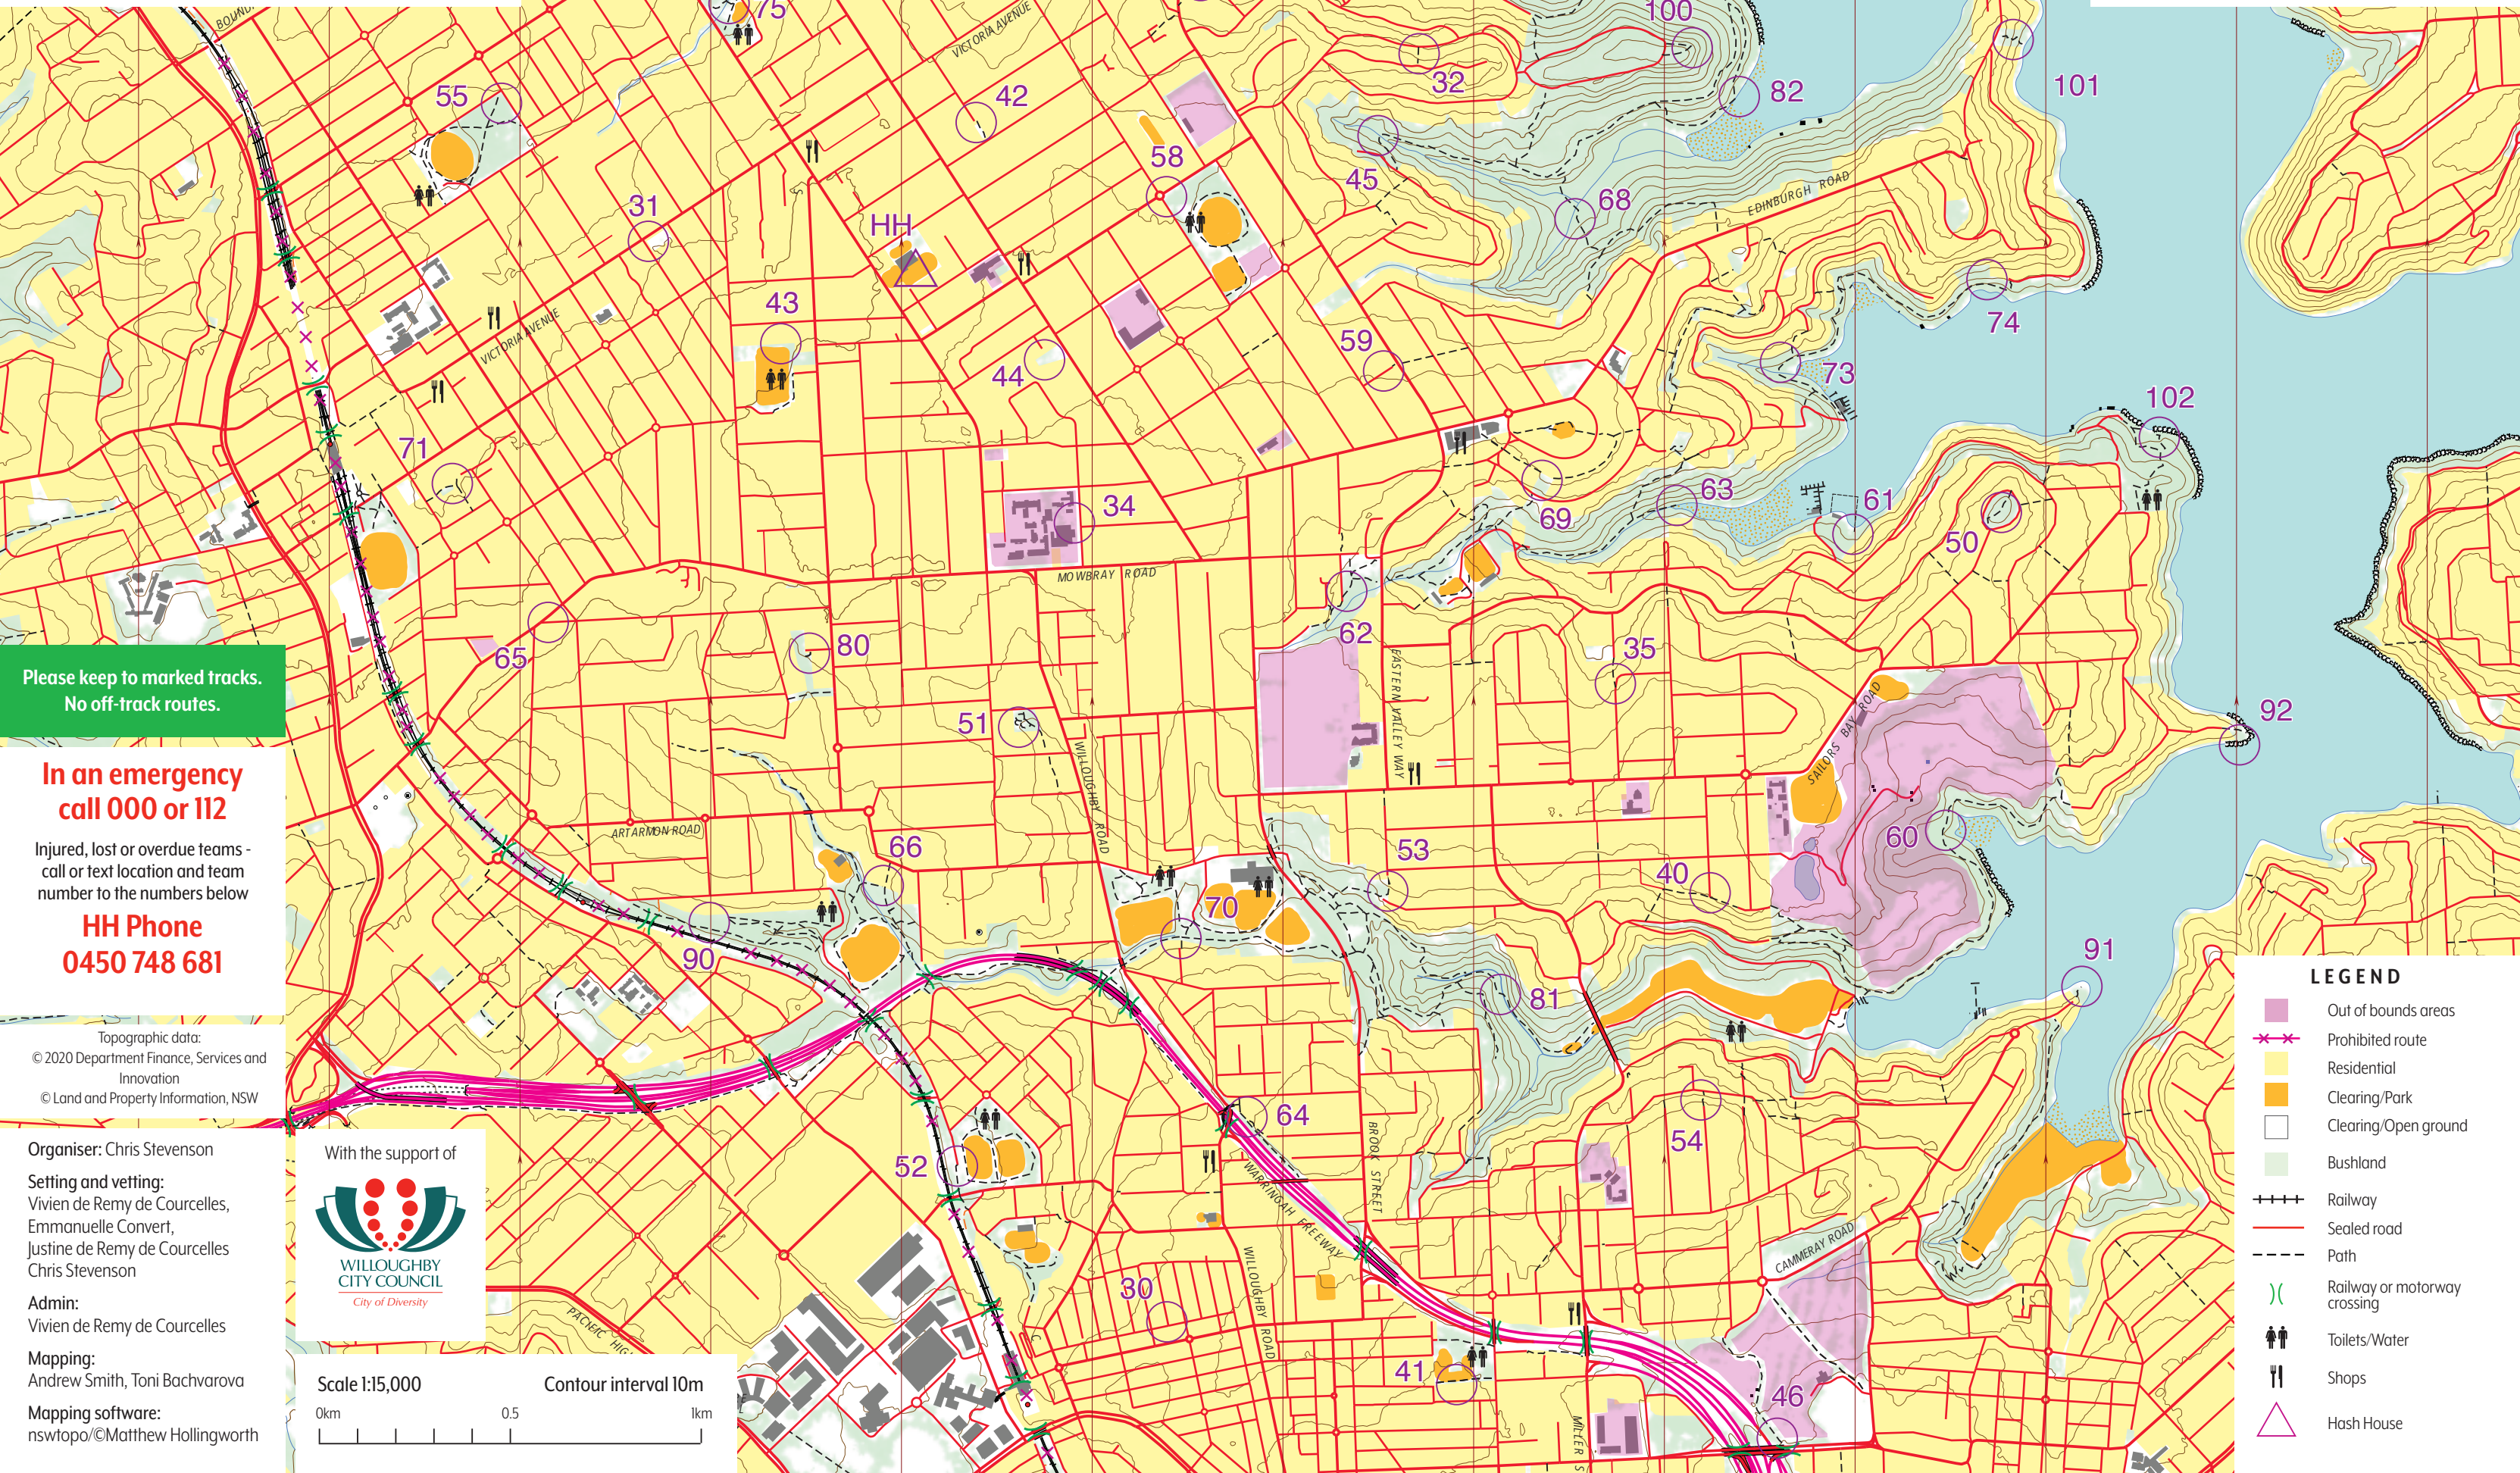 BOUND
75
VICTORIA AVENUE
100
32
82
101
55
42
58
45
68
EDINBURGH ROAD
31
HH
43
74
VICTORIA AVENUE
59
44
73
102
71
34
63
61
69
50
MOWBRAY ROAD
62
35
65
80
EASTERN VALLEY WAY
51
SAILORS BAY ROAD
92
WILLOUGHBY ROAD
ARTARMON ROAD
66
53
60
40
70
90
91
81
64
54
52
BROOK STREET
WARRINGAH FREEWAY
CAMMERAY ROAD
WILLOUGHBY ROAD
30
PACIFIC HIG
41
46
MILLER S
Please keep to marked tracks.
No off-track routes.
In an emergency
call 000 or 112
Injured, lost or overdue teams -
call or text location and team
number to the numbers below
HH Phone
0450 748 681
Topographic data:
© 2020 Department Finance, Services and
Innovation
© Land and Property Information, NSW
Organiser: Chris Stevenson
Setting and vetting:
Vivien de Remy de Courcelles,
Emmanuelle Convert,
Justine de Remy de Courcelles
Chris Stevenson
Admin:
Vivien de Remy de Courcelles
Mapping:
Andrew Smith, Toni Bachvarova
Mapping software:
nswtopo/©Matthew Hollingworth
With the support of
WILLOUGHBY
CITY COUNCIL
City of Diversity
Scale 1:15,000
Contour interval 10m
0km
0.5
1km
LEGEND
Out of bounds areas
Prohibited route
Residential
Clearing/Park
Clearing/Open ground
Bushland
Railway
Sealed road
Path
Railway or motorway
crossing
Toilets/Water
Shops
Hash House